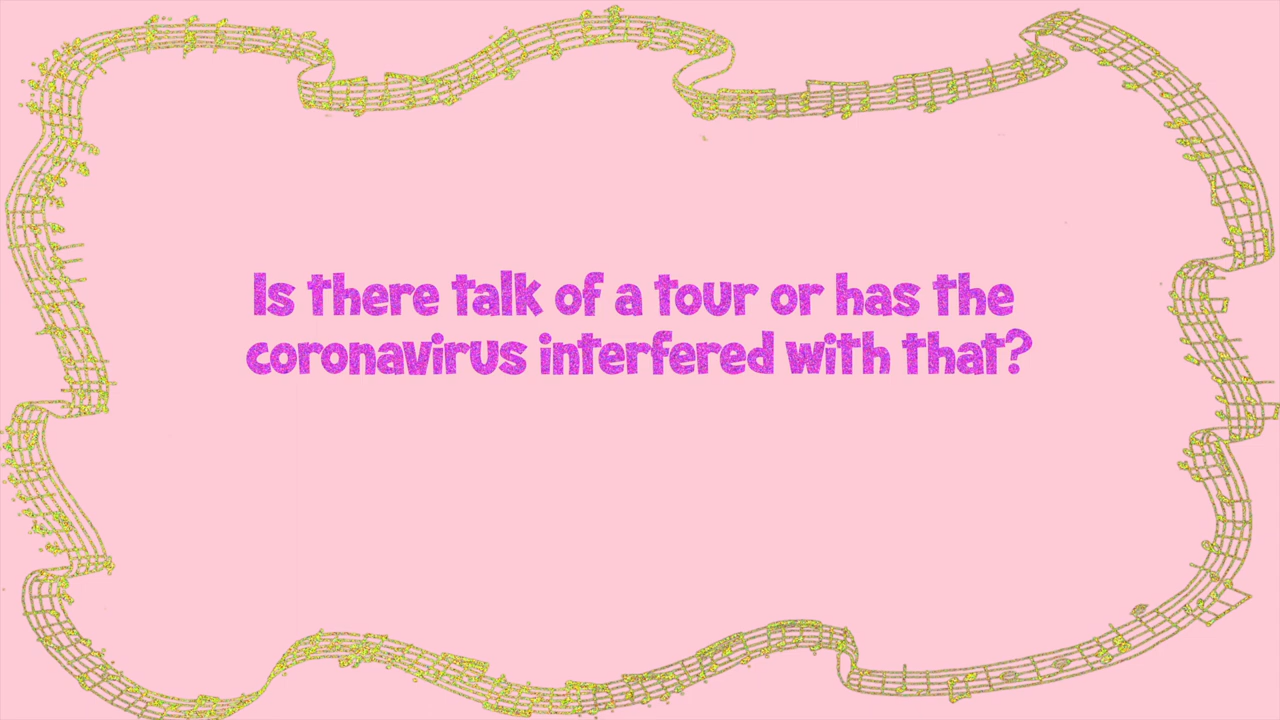 Is there talk of a tour or has the
coronavirus interfered with that?